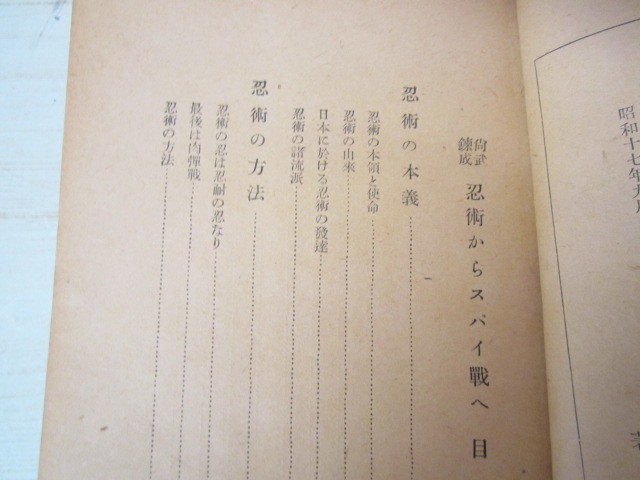 昭和十七年九月
尚武
錬成
忍術からスパイ戰へ 目
忍術の本義
忍術の本領と使命
忍術の由來
日本に於ける忍術の發達
忍術の諸流派
忍術の方法
忍術の忍は忍耐の忍なり
最後は肉彈戰
忍術の方法